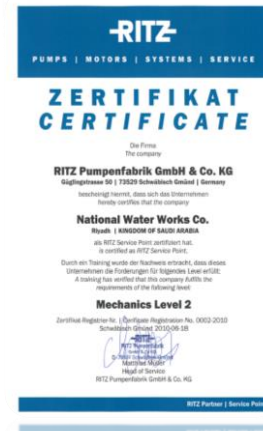 RITZ
PUMPS | MOTORS | SYSTEMS | SERVICE
ZERTIFIKAT
CERTIFICATE
Die Firma
The company
RITZ Pumpenfabrik GmbH & Co. KG
Güglingstrasse 50 | 73529 Schwäbisch Gmünd | Germany
bescheinigt hiermit, dass sich das Unternehmen
hereby certifies that the company
National Water Works Co.
Riyadh | KINGDOM OF SAUDI ARABIA
als RITZ Service Point zertifiziert hat.
is certified as RITZ Service Point.
Durch ein Training wurde der Nachweis erbracht, dass dieses
Unternehmen die Forderungen für folgendes Level erfüllt:
A training has verified that this company fulfills the
requirements of the following level:
Mechanics Level 2
Zertifikat Registrier Nr. | Certificate Registration No. 0002-2010
Schwäbisch Gmünd 2010-06-18
Head of Service
RITZ Pumpenfabrik GmbH & Co. KG
RITZ Partner | Service Point